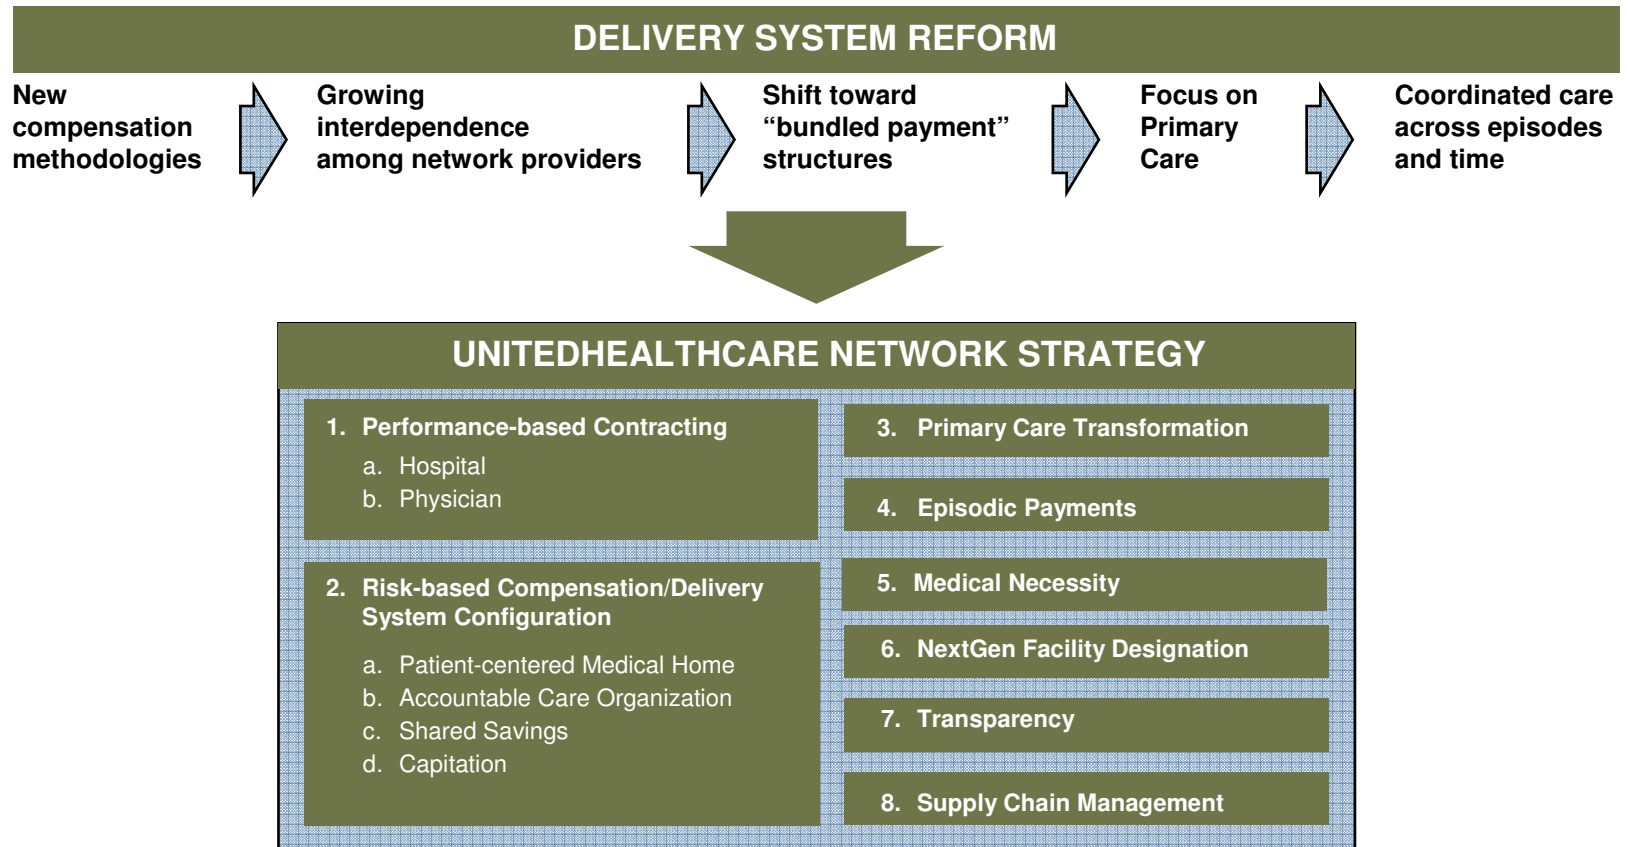 DELIVERY SYSTEM REFORM
New
compensation
methodologies
Growing
interdependence
among network providers
Shift toward
“bundled payment”
structures
Focus on
Primary
Care
Coordinated care
across episodes
and time
UNITEDHEALTHCARE NETWORK STRATEGY
1. Performance-based Contracting
a. Hospital
b. Physician
2. Risk-based Compensation/Delivery
System Configuration
a. Patient-centered Medical Home
b. Accountable Care Organization
c. Shared Savings
d. Capitation
3. Primary Care Transformation
4. Episodic Payments
5. Medical Necessity
6. NextGen Facility Designation
7. Transparency
8. Supply Chain Management